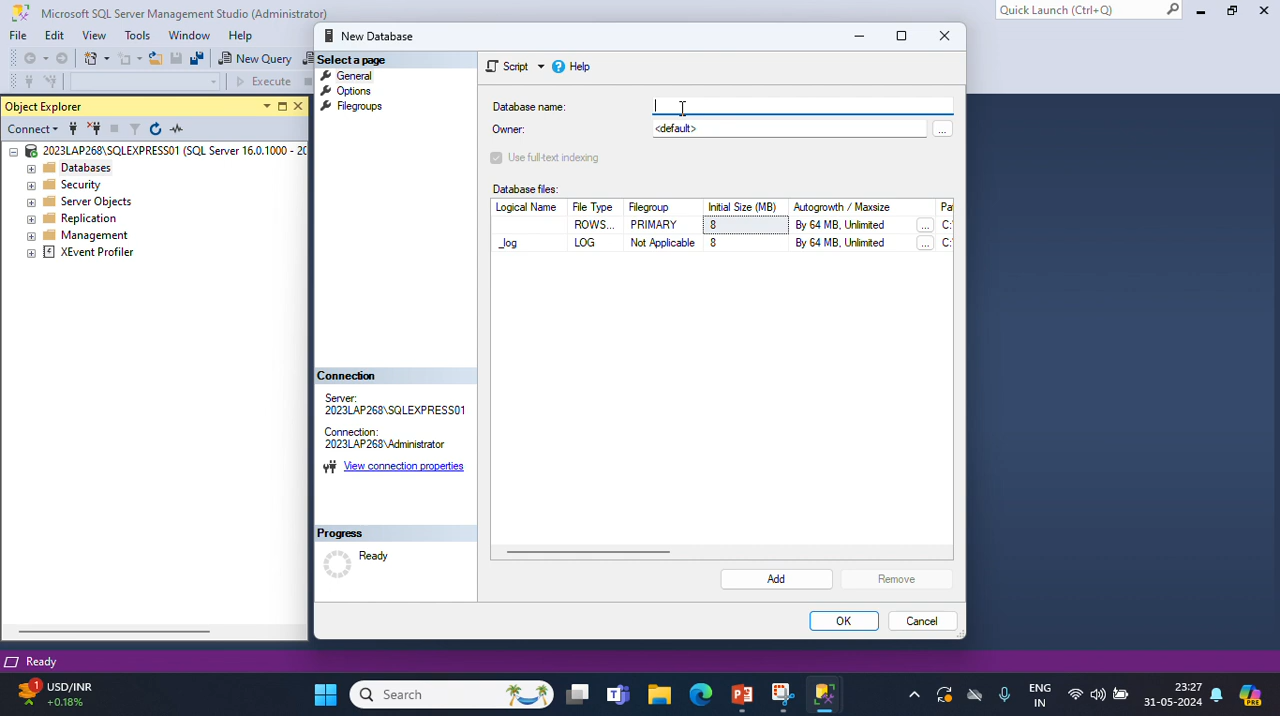 Microsoft SQL Server Management Studio (Administrator)
Quick Launch (Ctrl+Q)
File Edit View Tools Window Help
New Query
Execute
Object Explorer
Connect
2023LAP268\SQLEXPRESS01 (SQL Server 16.0.1000 - 20
Databases
Security
Server Objects
Replication
Management
XEvent Profiler
New Database
Select a page
General
Options
Filegroups
Script Help
Database name:
Owner: <default> ...
Use full-text indexing
Database files:
Logical Name File Type Filegroup Initial Size (MB) Autogrowth / Maxsize Pat
ROWS... PRIMARY 8 By 64 MB, Unlimited ... C:\
_log LOG Not Applicable 8 By 64 MB, Unlimited ... C:\
Connection
Server:
2023LAP268\SQLEXPRESS01
Connection:
2023LAP268\Administrator
View connection properties
Progress
Ready
Add Remove
OK Cancel
Ready
1 USD/INR
+0.18%
Search
ENG
IN
23:27
31-05-2024
PRE